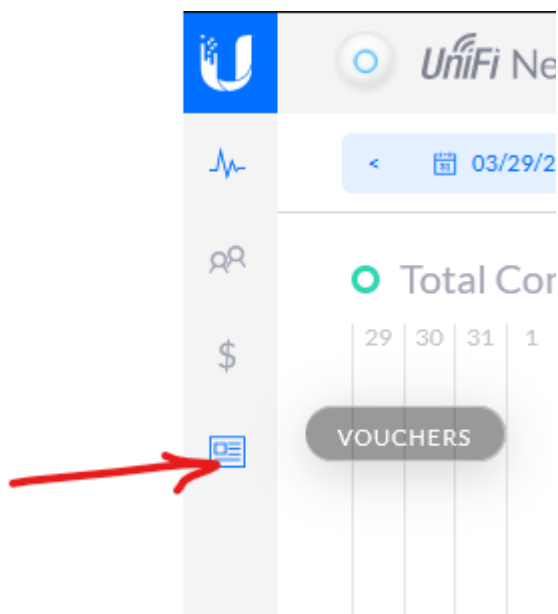 UniFi Ne
< 03/29/2
Total Con
29 30 31 1
$
VOUCHERS